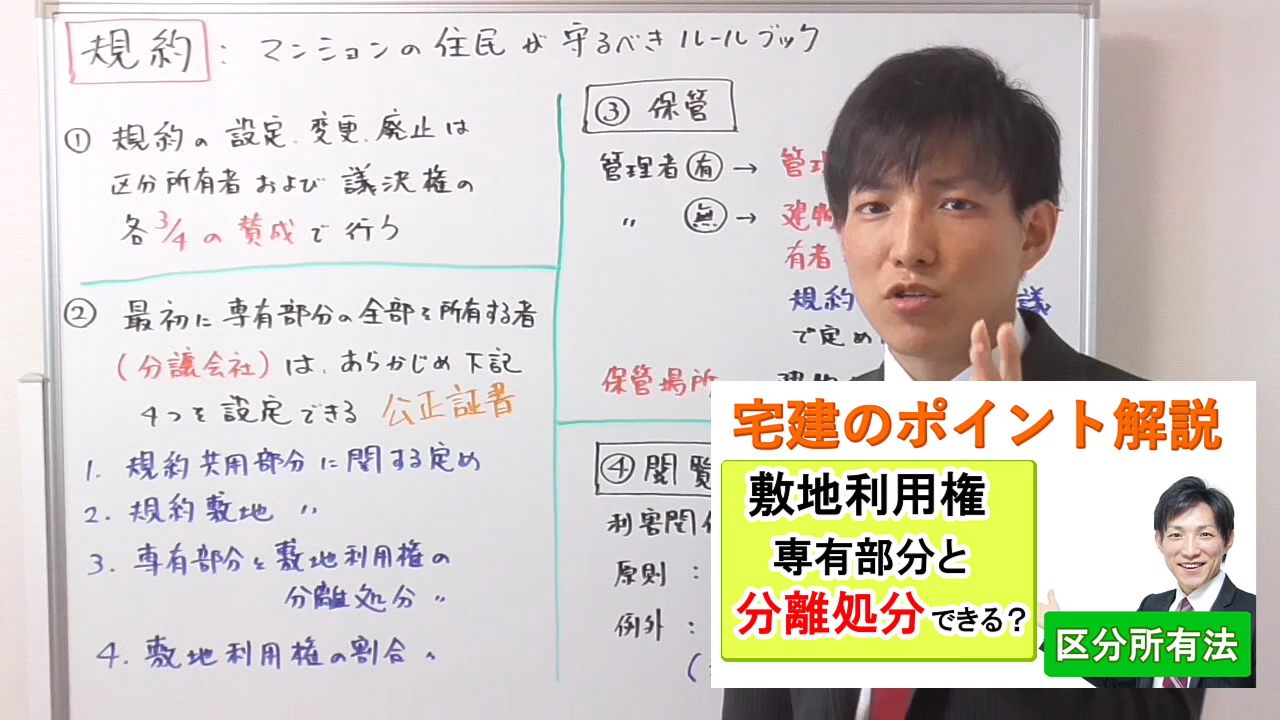 規約 : マンションの住民が守るべきルールブック
① 規約の設定、変更、廃止は
区分所有者および議決権の
各3/4の賛成で行う
② 最初に専有部分の全部を所有する者
(分譲会社)は、あらかじめ下記
4つを設定できる 公正証書
1. 規約共用部分に関する定め
2. 規約敷地 〃
3. 専有部分と敷地利用権の
分離処分 〃
4. 敷地利用権の割合 〃
③ 保管
管理者 有 → 管理
〃 無 → 建物
有者
規約 議
で定め
保管場所
④ 閲覧
利害関係
原則 :
例外 :
(
宅建のポイント解説
敷地利用権
専有部分と
分離処分できる?
区分所有法